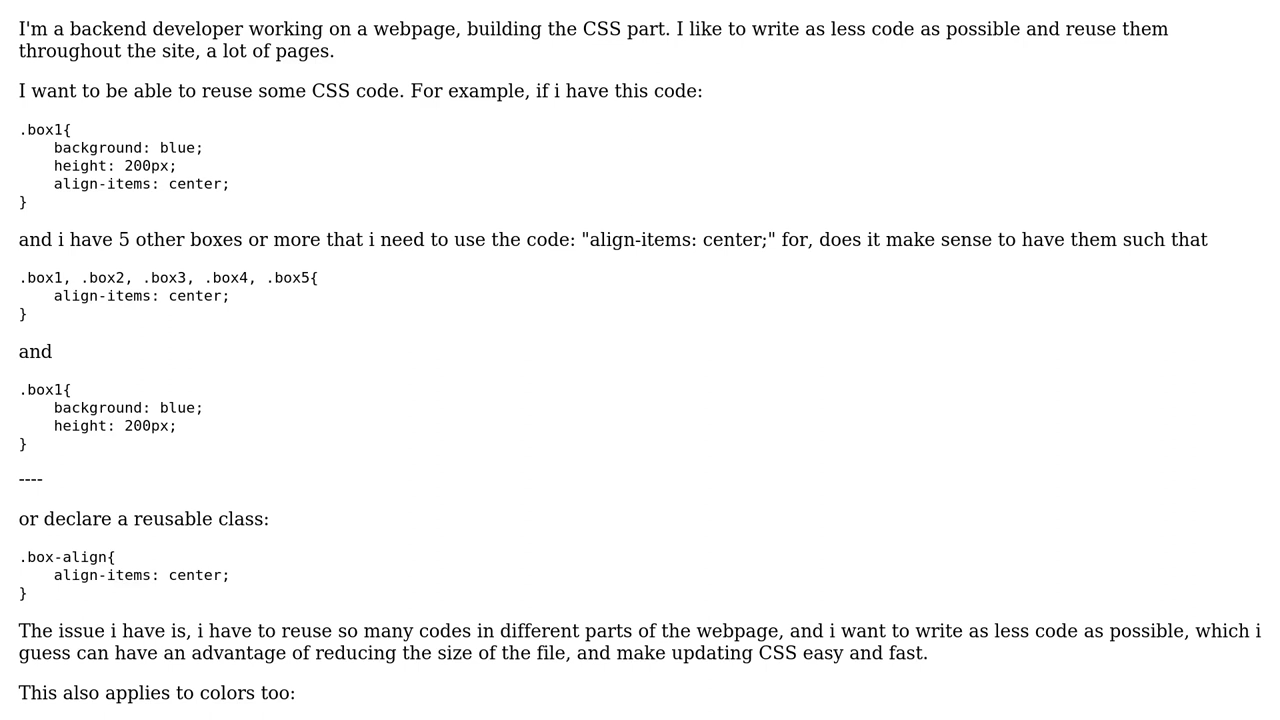 I'm a backend developer working on a webpage, building the CSS part. I like to write as less code as possible and reuse them
throughout the site, a lot of pages.
I want to be able to reuse some CSS code. For example, if i have this code:
.box1{
    background: blue;
    height: 200px;
    align-items: center;
}
and i have 5 other boxes or more that i need to use the code: "align-items: center;" for, does it make sense to have them such that
.box1, .box2, .box3, .box4, .box5{
    align-items: center;
}
and
.box1{
    background: blue;
    height: 200px;
}
----
or declare a reusable class:
.box-align{
    align-items: center;
}
The issue i have is, i have to reuse so many codes in different parts of the webpage, and i want to write as less code as possible, which i
guess can have an advantage of reducing the size of the file, and make updating CSS easy and fast.
This also applies to colors too: